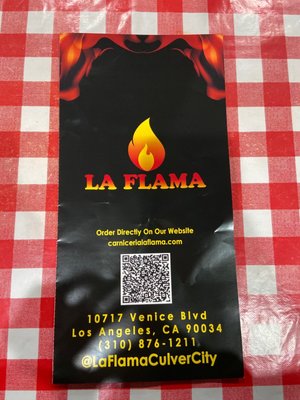 LA FLAMA
Order Directly On Our Website
carnicerialaflama.com
10717 Venice Blvd
Los Angeles, CA 90034
(310) 876-1211
@LaFlamaCulverCity